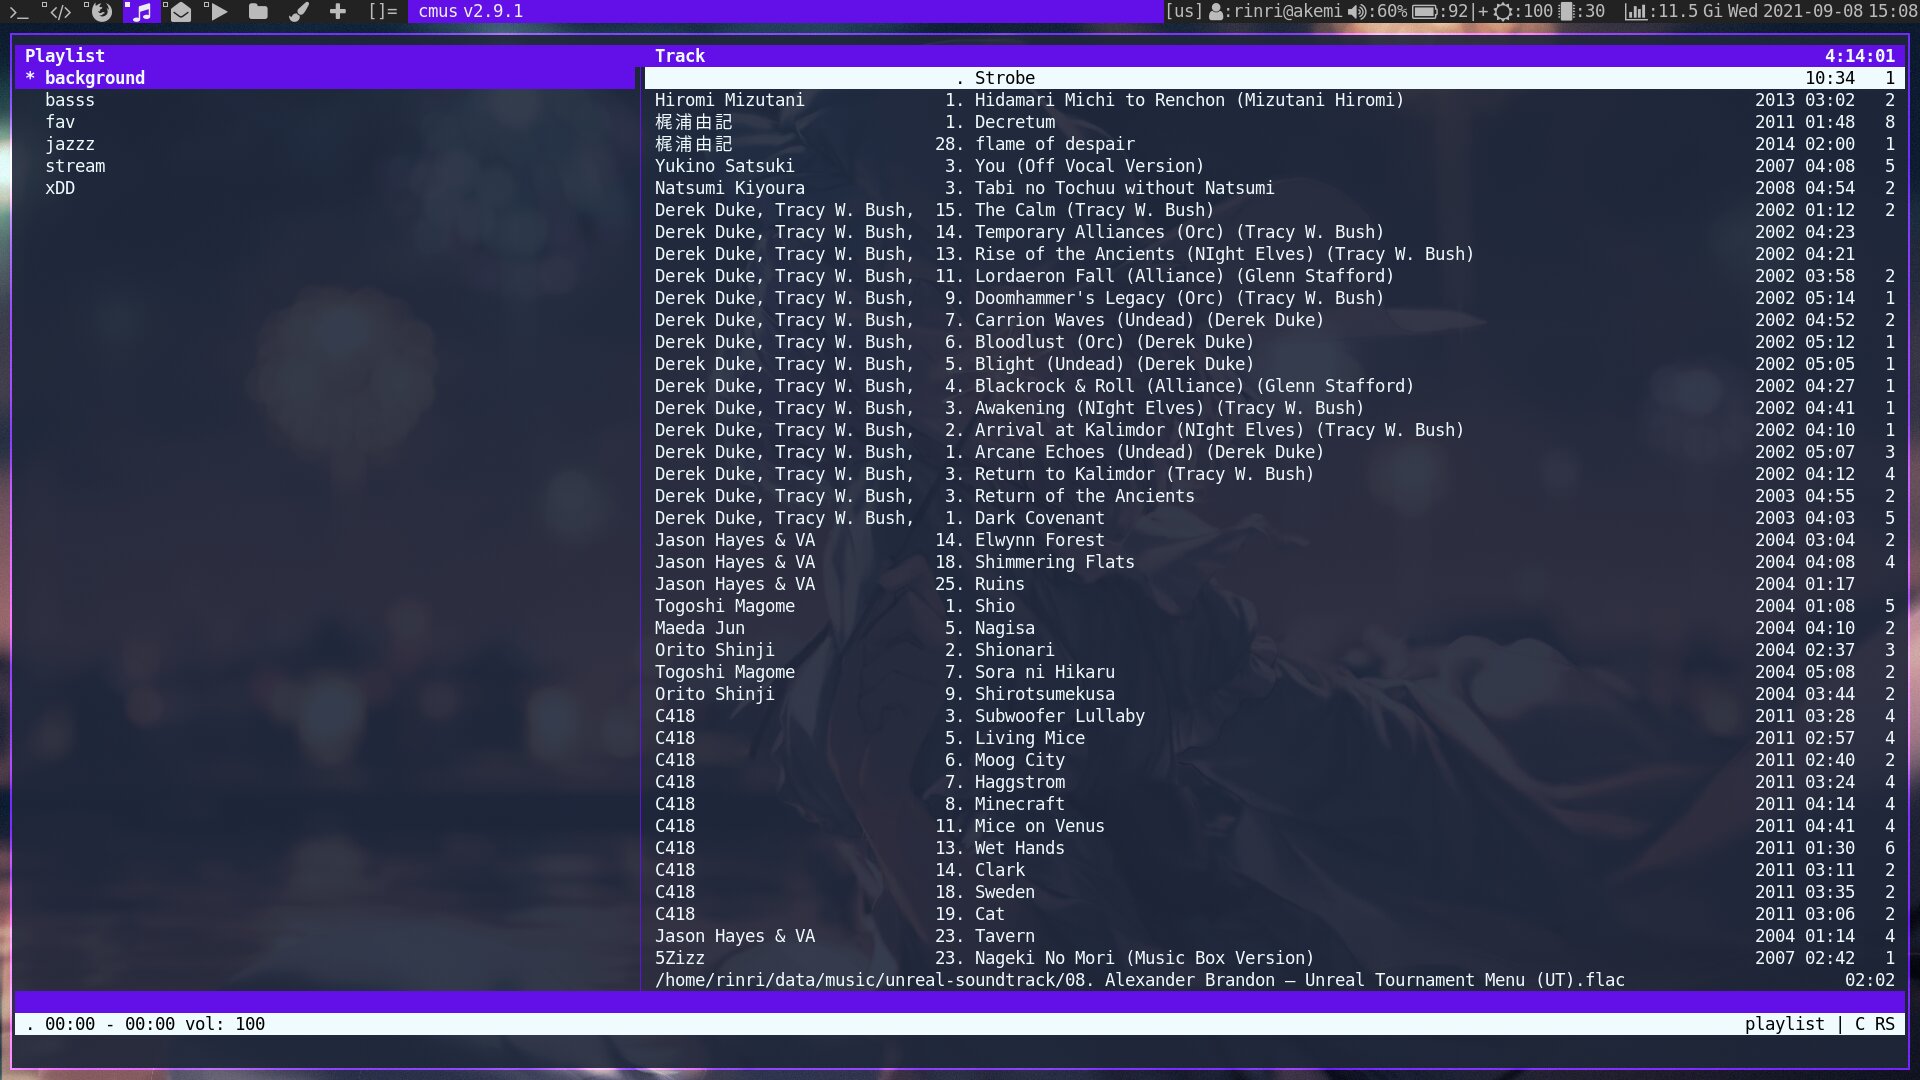 []= cmus v2.9.1 [us] :rinri@akemi :60% :92|+ :100 :30 :11.5 Gi Wed 2021-09-08 15:08
Playlist Track 4:14:01
* background . Strobe 10:34 1
basss Hiromi Mizutani 1. Hidamari Michi to Renchon (Mizutani Hiromi) 2013 03:02 2
fav 梶浦由記 1. Decretum 2011 01:48 8
jazzz 梶浦由記 28. flame of despair 2014 02:00 1
stream Yukino Satsuki 3. You (Off Vocal Version) 2007 04:08 5
xDD Natsumi Kiyoura 3. Tabi no Tochuu without Natsumi 2008 04:54 2
Derek Duke, Tracy W. Bush, 15. The Calm (Tracy W. Bush) 2002 01:12 2
Derek Duke, Tracy W. Bush, 14. Temporary Alliances (Orc) (Tracy W. Bush) 2002 04:23
Derek Duke, Tracy W. Bush, 13. Rise of the Ancients (NIght Elves) (Tracy W. Bush) 2002 04:21
Derek Duke, Tracy W. Bush, 11. Lordaeron Fall (Alliance) (Glenn Stafford) 2002 03:58 2
Derek Duke, Tracy W. Bush, 9. Doomhammer's Legacy (Orc) (Tracy W. Bush) 2002 05:14 1
Derek Duke, Tracy W. Bush, 7. Carrion Waves (Undead) (Derek Duke) 2002 04:52 2
Derek Duke, Tracy W. Bush, 6. Bloodlust (Orc) (Derek Duke) 2002 05:12 1
Derek Duke, Tracy W. Bush, 5. Blight (Undead) (Derek Duke) 2002 05:05 1
Derek Duke, Tracy W. Bush, 4. Blackrock & Roll (Alliance) (Glenn Stafford) 2002 04:27 1
Derek Duke, Tracy W. Bush, 3. Awakening (NIght Elves) (Tracy W. Bush) 2002 04:41 1
Derek Duke, Tracy W. Bush, 2. Arrival at Kalimdor (NIght Elves) (Tracy W. Bush) 2002 04:10 1
Derek Duke, Tracy W. Bush, 1. Arcane Echoes (Undead) (Derek Duke) 2002 05:07 3
Derek Duke, Tracy W. Bush, 3. Return to Kalimdor (Tracy W. Bush) 2002 04:12 4
Derek Duke, Tracy W. Bush, 3. Return of the Ancients 2003 04:55 2
Derek Duke, Tracy W. Bush, 1. Dark Covenant 2003 04:03 5
Jason Hayes & VA 14. Elwynn Forest 2004 03:04 2
Jason Hayes & VA 18. Shimmering Flats 2004 04:08 4
Jason Hayes & VA 25. Ruins 2004 01:17
Togoshi Magome 1. Shio 2004 01:08 5
Maeda Jun 5. Nagisa 2004 04:10 2
Orito Shinji 2. Shionari 2004 02:37 3
Togoshi Magome 7. Sora ni Hikaru 2004 05:08 2
Orito Shinji 9. Shirotsumekusa 2004 03:44 2
C418 3. Subwoofer Lullaby 2011 03:28 4
C418 5. Living Mice 2011 02:57 4
C418 6. Moog City 2011 02:40 2
C418 7. Haggstrom 2011 03:24 4
C418 8. Minecraft 2011 04:14 4
C418 11. Mice on Venus 2011 04:41 4
C418 13. Wet Hands 2011 01:30 6
C418 14. Clark 2011 03:11 2
C418 18. Sweden 2011 03:35 2
C418 19. Cat 2011 03:06 2
Jason Hayes & VA 23. Tavern 2004 01:14 4
5Zizz 23. Nageki No Mori (Music Box Version) 2007 02:42 1
/home/rinri/data/music/unreal-soundtrack/08. Alexander Brandon — Unreal Tournament Menu (UT).flac 02:02
. 00:00 - 00:00 vol: 100 playlist | C RS